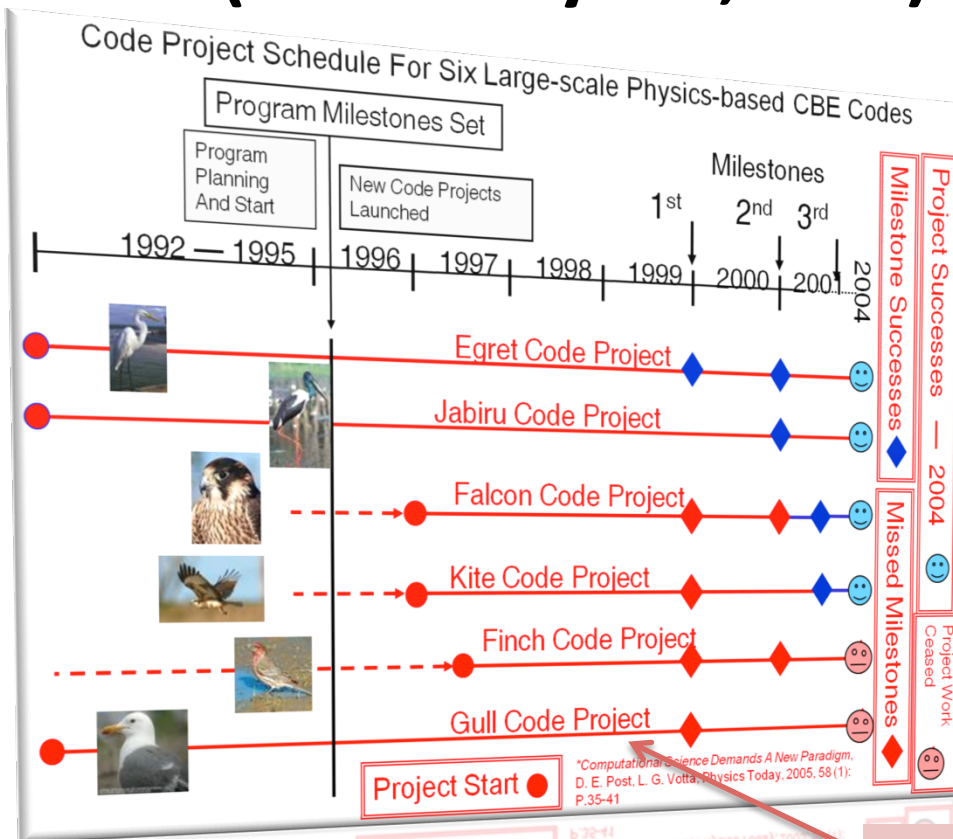 Code Project Schedule For Six Large-scale Physics-based CBE Codes
Program Milestones Set
Program
Planning
And Start
New Code Projects
Launched
Milestones
1st
2nd
3rd
1992 — 1995
1996
1997
1998
1999
2000
2001
2004
Egret Code Project
Jabiru Code Project
Falcon Code Project
Kite Code Project
Finch Code Project
Gull Code Project
Project Start
*Computational Science Demands A New Paradigm,
D. E. Post, L. G. Votta, Physics Today, 2005, 58 (1):
P.35-41
Milestone Successes
Missed Milestones
Project Successes — 2004
Project Work
Ceased